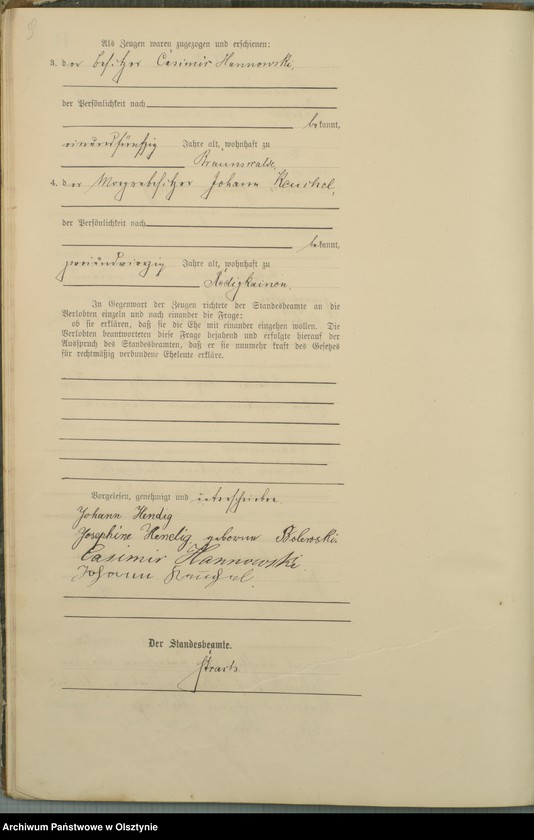 Als Zeugen waren zugezogen und erschienen:
3. der Besitzer Casimir Hannowski,
der Persönlichkeit nach
bekannt,
einundfünfzig Jahre alt, wohnhaft zu
Braunswalde
4. der Johann
der Persönlichkeit nach
bekannt,
zweiundvierzig Jahre alt, wohnhaft zu
In Gegenwart der Zeugen richtete der Standesbeamte an die
Verlobten einzeln und nach einander die Frage:
ob sie erklären, daß sie die Ehe mit einander eingehen wollen. Die
Verlobten beantworteten diese Frage bejahend und erfolgte hierauf der
Ausspruch des Standesbeamten, daß er sie nunmehr kraft des Gesetzes
für rechtmäßig verbundene Eheleute erkläre.
Vorgelesen, genehmigt und unterschrieben.
Johann Hendig
Josephine Hendig geborene
Casimir Hannowski
Johann
Der Standesbeamte.
Archiwum Państwowe w Olsztynie